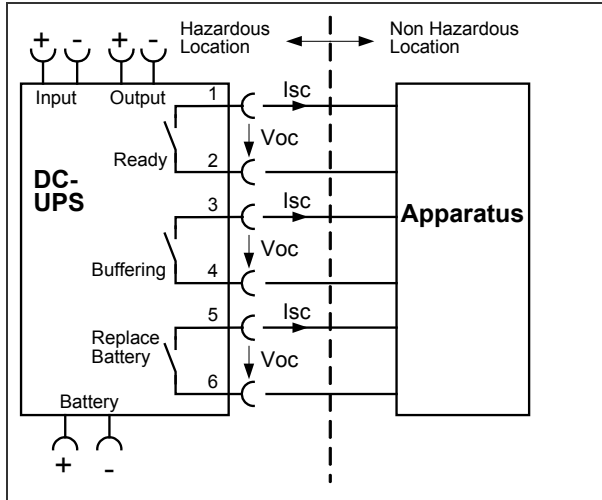 Hazardous Location
Non Hazardous Location
+ - + -
Input Output
1 Isc
Ready
Voc
2
DC-UPS
3 Isc
Buffering
Voc
4
Apparatus
5 Isc
Replace Battery
Voc
6
Battery
+ -